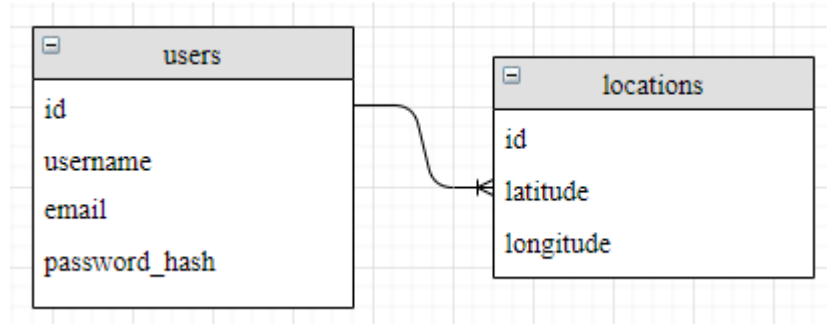 users
id
username
email
password_hash
locations
id
latitude
longitude